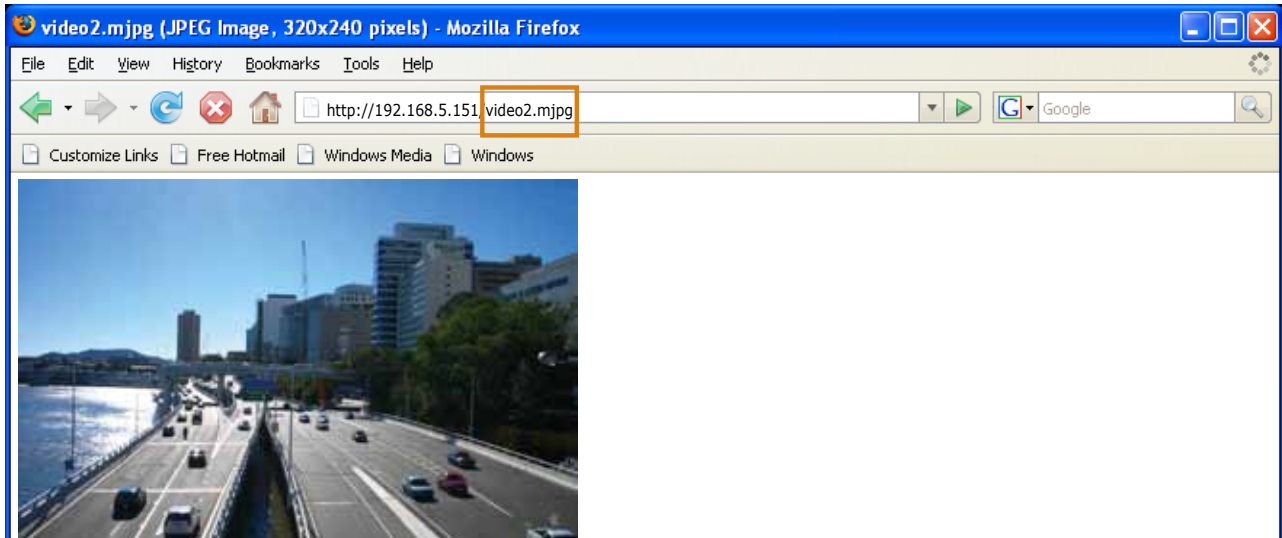 video2.mjpg (JPEG Image, 320x240 pixels) - Mozilla Firefox
File Edit View History Bookmarks Tools Help
http://192.168.5.151/video2.mjpg G Google
Customize Links Free Hotmail Windows Media Windows